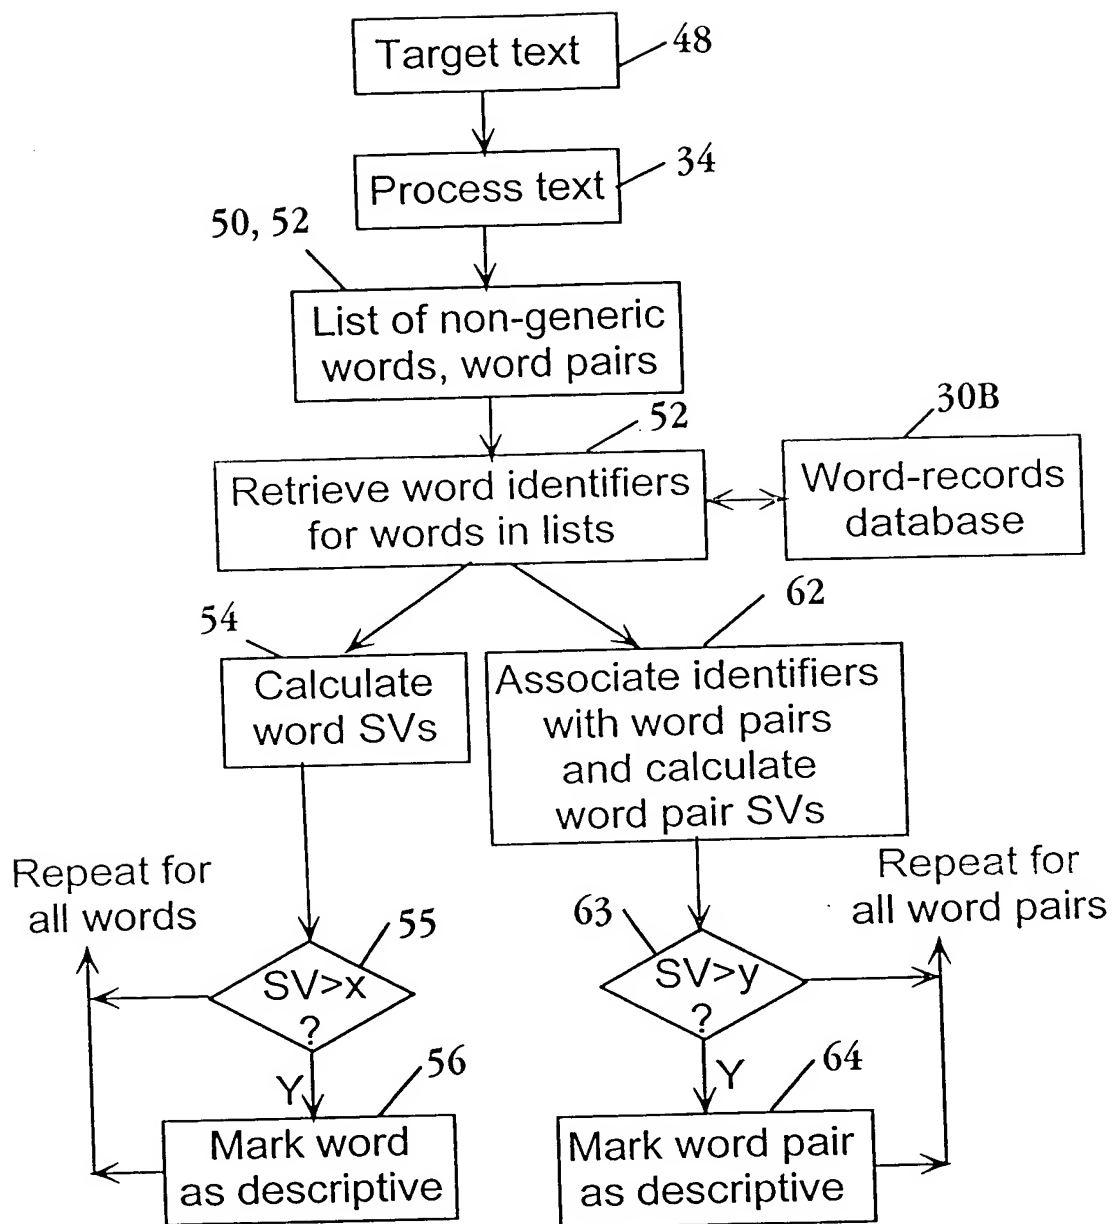 Target text
48
Process text
34
50, 52
List of non-generic
words, word pairs
52
30B
Retrieve word identifiers
for words in lists
Word-records
database
54
62
Calculate
word SVs
Associate identifiers
with word pairs
and calculate
word pair SVs
Repeat for
all words
Repeat for
all word pairs
55
63
SV>x
?
SV>y
?
Y
56
Y
64
Mark word
as descriptive
Mark word pair
as descriptive